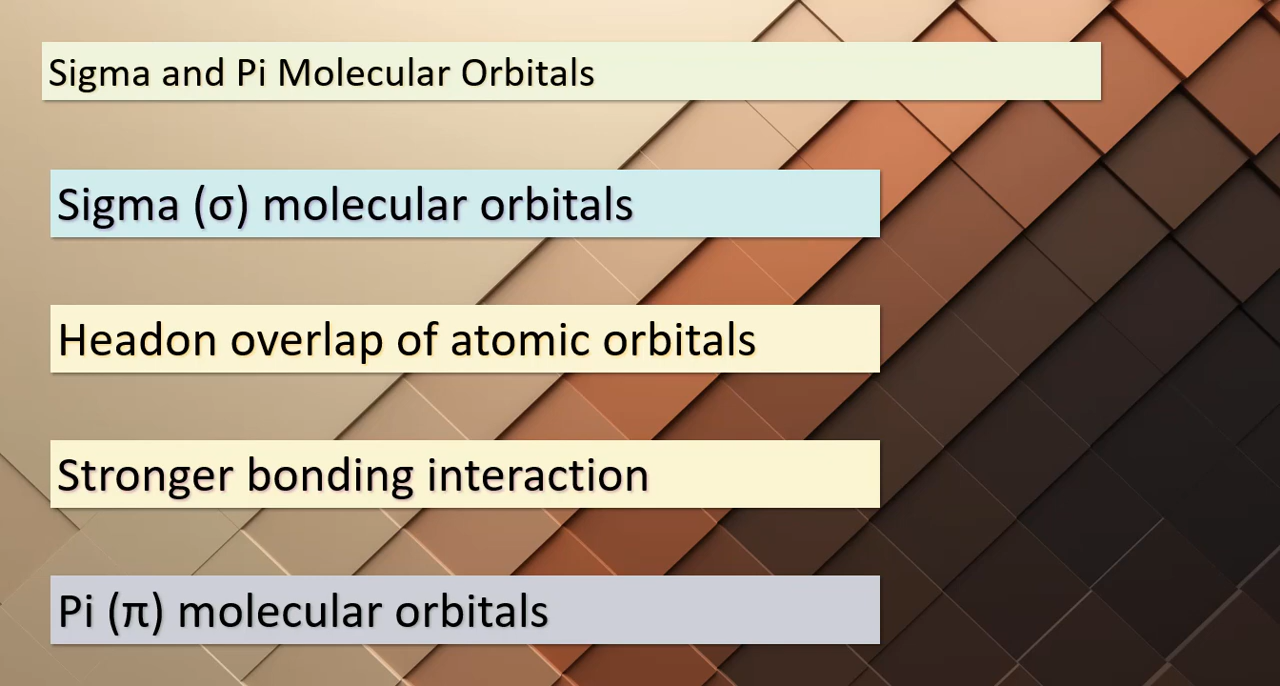 Sigma and Pi Molecular Orbitals
Sigma (σ) molecular orbitals
Headon overlap of atomic orbitals
Stronger bonding interaction
Pi (π) molecular orbitals